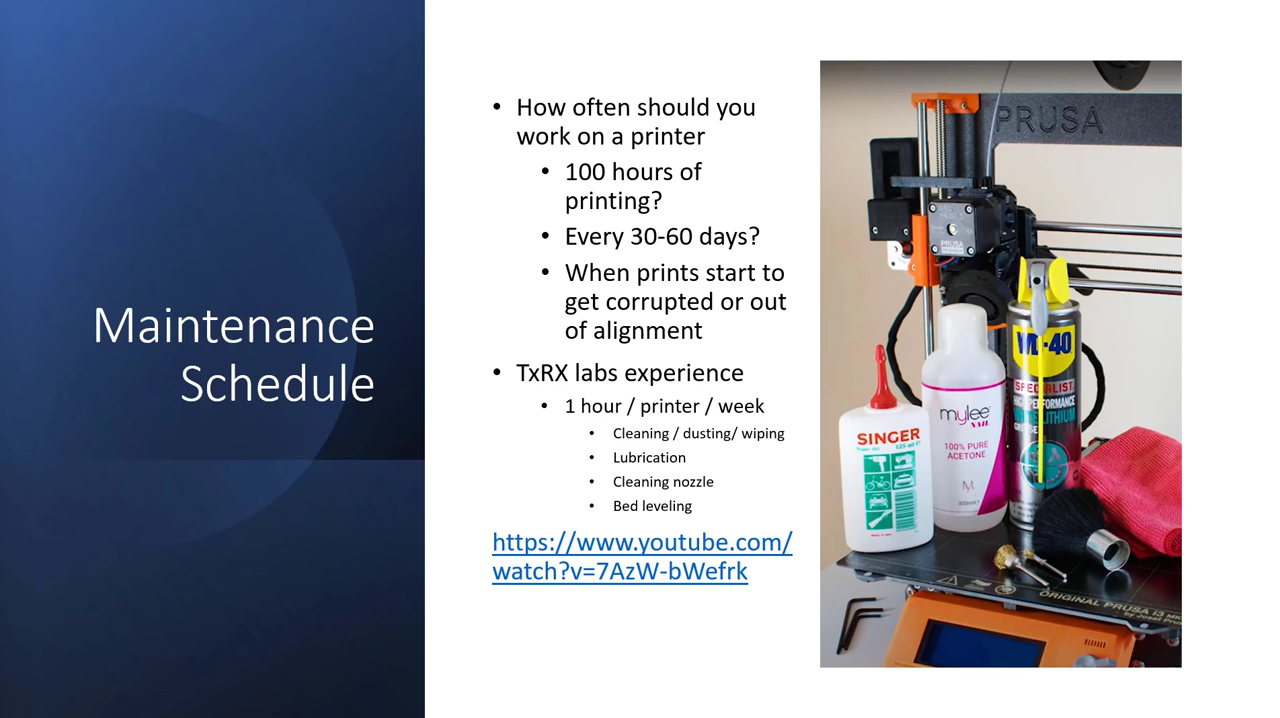 Maintenance
Schedule
• How often should you
work on a printer
• 100 hours of
printing?
• Every 30-60 days?
• When prints start to
get corrupted or out
of alignment
• TxRX labs experience
• 1 hour / printer / week
• Cleaning / dusting/ wiping
• Lubrication
• Cleaning nozzle
• Bed leveling
https://www.youtube.com/
watch?v=7AzW-bWefrk
PRUSA
PRUSA
SINGER
mylee
NAIL
100% PURE
ACETONE
WD-40
SPECIALIST
ORIGINAL PRUSA i3